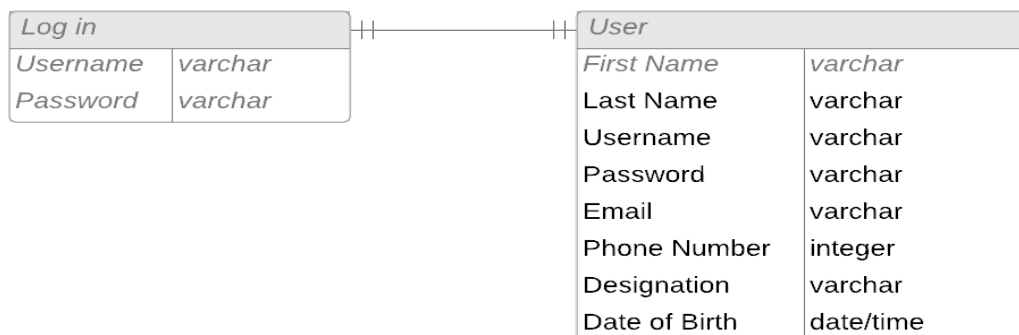 Log in
Username varchar
Password varchar
User
First Name varchar
Last Name varchar
Username varchar
Password varchar
Email varchar
Phone Number integer
Designation varchar
Date of Birth date/time